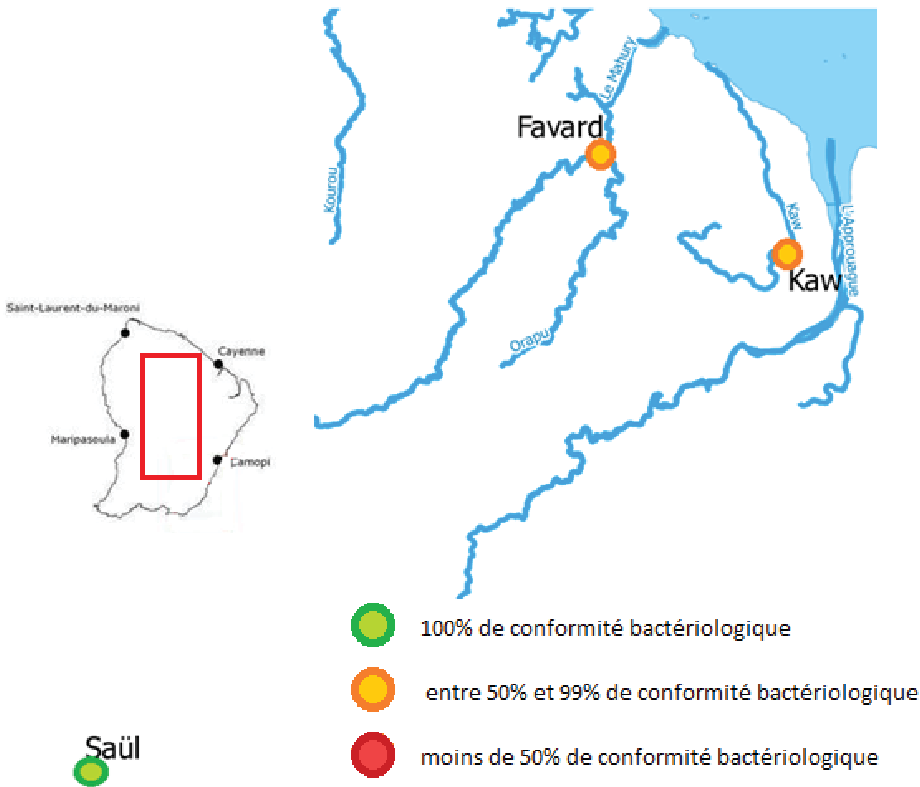 Le Mahury
Favard
Kourou
Kaw
L'Approuague
Kaw
Saint-Laurent-du-Maroni
Orapu
Cayenne
Maripasoula
Camopi
100% de conformité bactériologique
entre 50% et 99% de conformité bactériologique
Saül
moins de 50% de conformité bactériologique